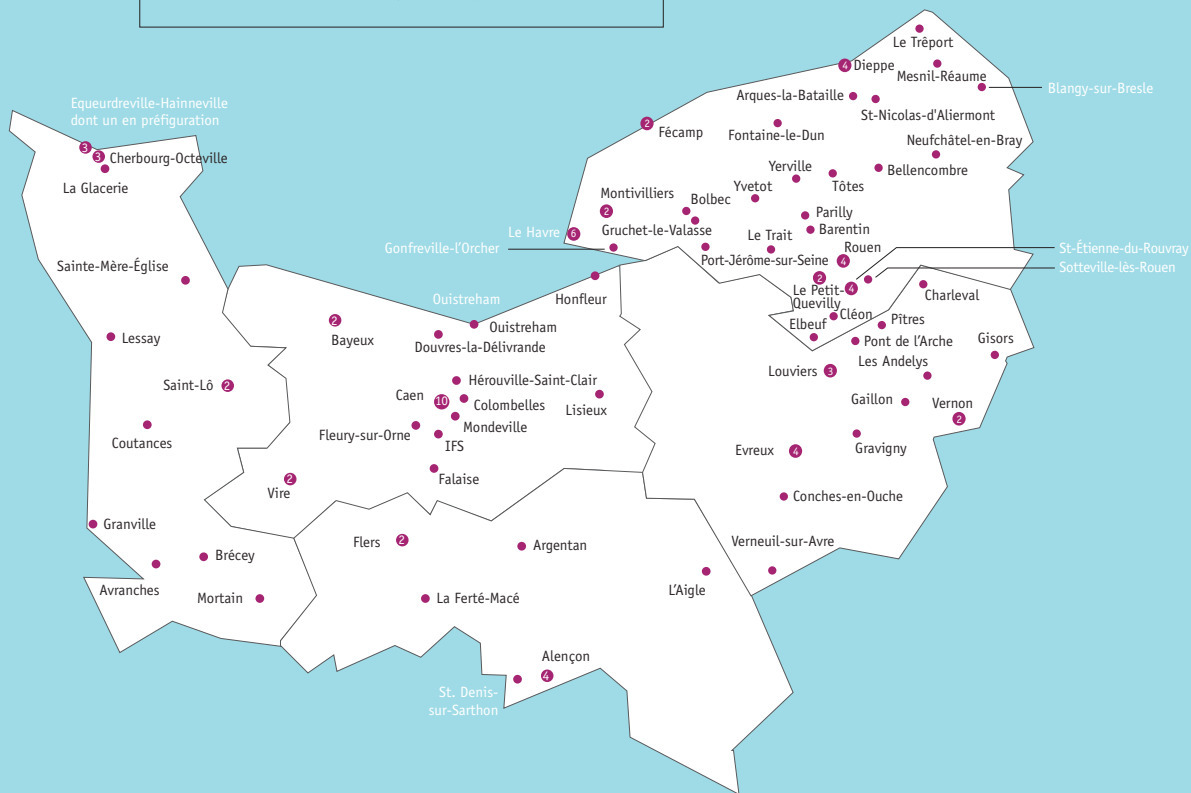 Le Trêport
4 Dieppe
Mesnil-Réaume
Blangy-sur-Bresle
Arques-la-Bataille
St-Nicolas-d'Aliermont
Equeurdreville-Hainneville
dont un en préfiguration
2 Fécamp
Fontaine-le-Dun
Neufchâtel-en-Bray
3
3 Cherbourg-Octeville
La Glacerie
Yerville
Tôtes
Bellencombre
Yvetot
Montivilliers
2
Bolbec
Parilly
Gruchet-le-Valasse
Barentin
Le Havre 6
Le Trait
Rouen
4
Gonfreville-l'Orcher
St-Étienne-du-Rouvray
Port-Jérôme-sur-Seine
Sotteville-lès-Rouen
Sainte-Mère-Église
2
Le Petit-
Quevilly
4
Charleval
Honfleur
Ouistreham
Cléon
Pîtres
Elbeuf
2
Bayeux
Ouistreham
Douvres-la-Délivrande
Lessay
Pont de l'Arche
Gisors
Les Andelys
Louviers 3
Saint-Lô 2
Hérouville-Saint-Clair
Caen 10
Colombelles
Lisieux
Gaillon
Vernon
2
Mondeville
Coutances
Fleury-sur-Orne
IFS
Evreux 4
Gravigny
Falaise
2
Vire
Conches-en-Ouche
Granville
Flers 2
Argentan
Verneuil-sur-Avre
Brécey
Avranches
Mortain
La Ferté-Macé
L'Aigle
Alençon
4
St. Denis-
sur-Sarthon